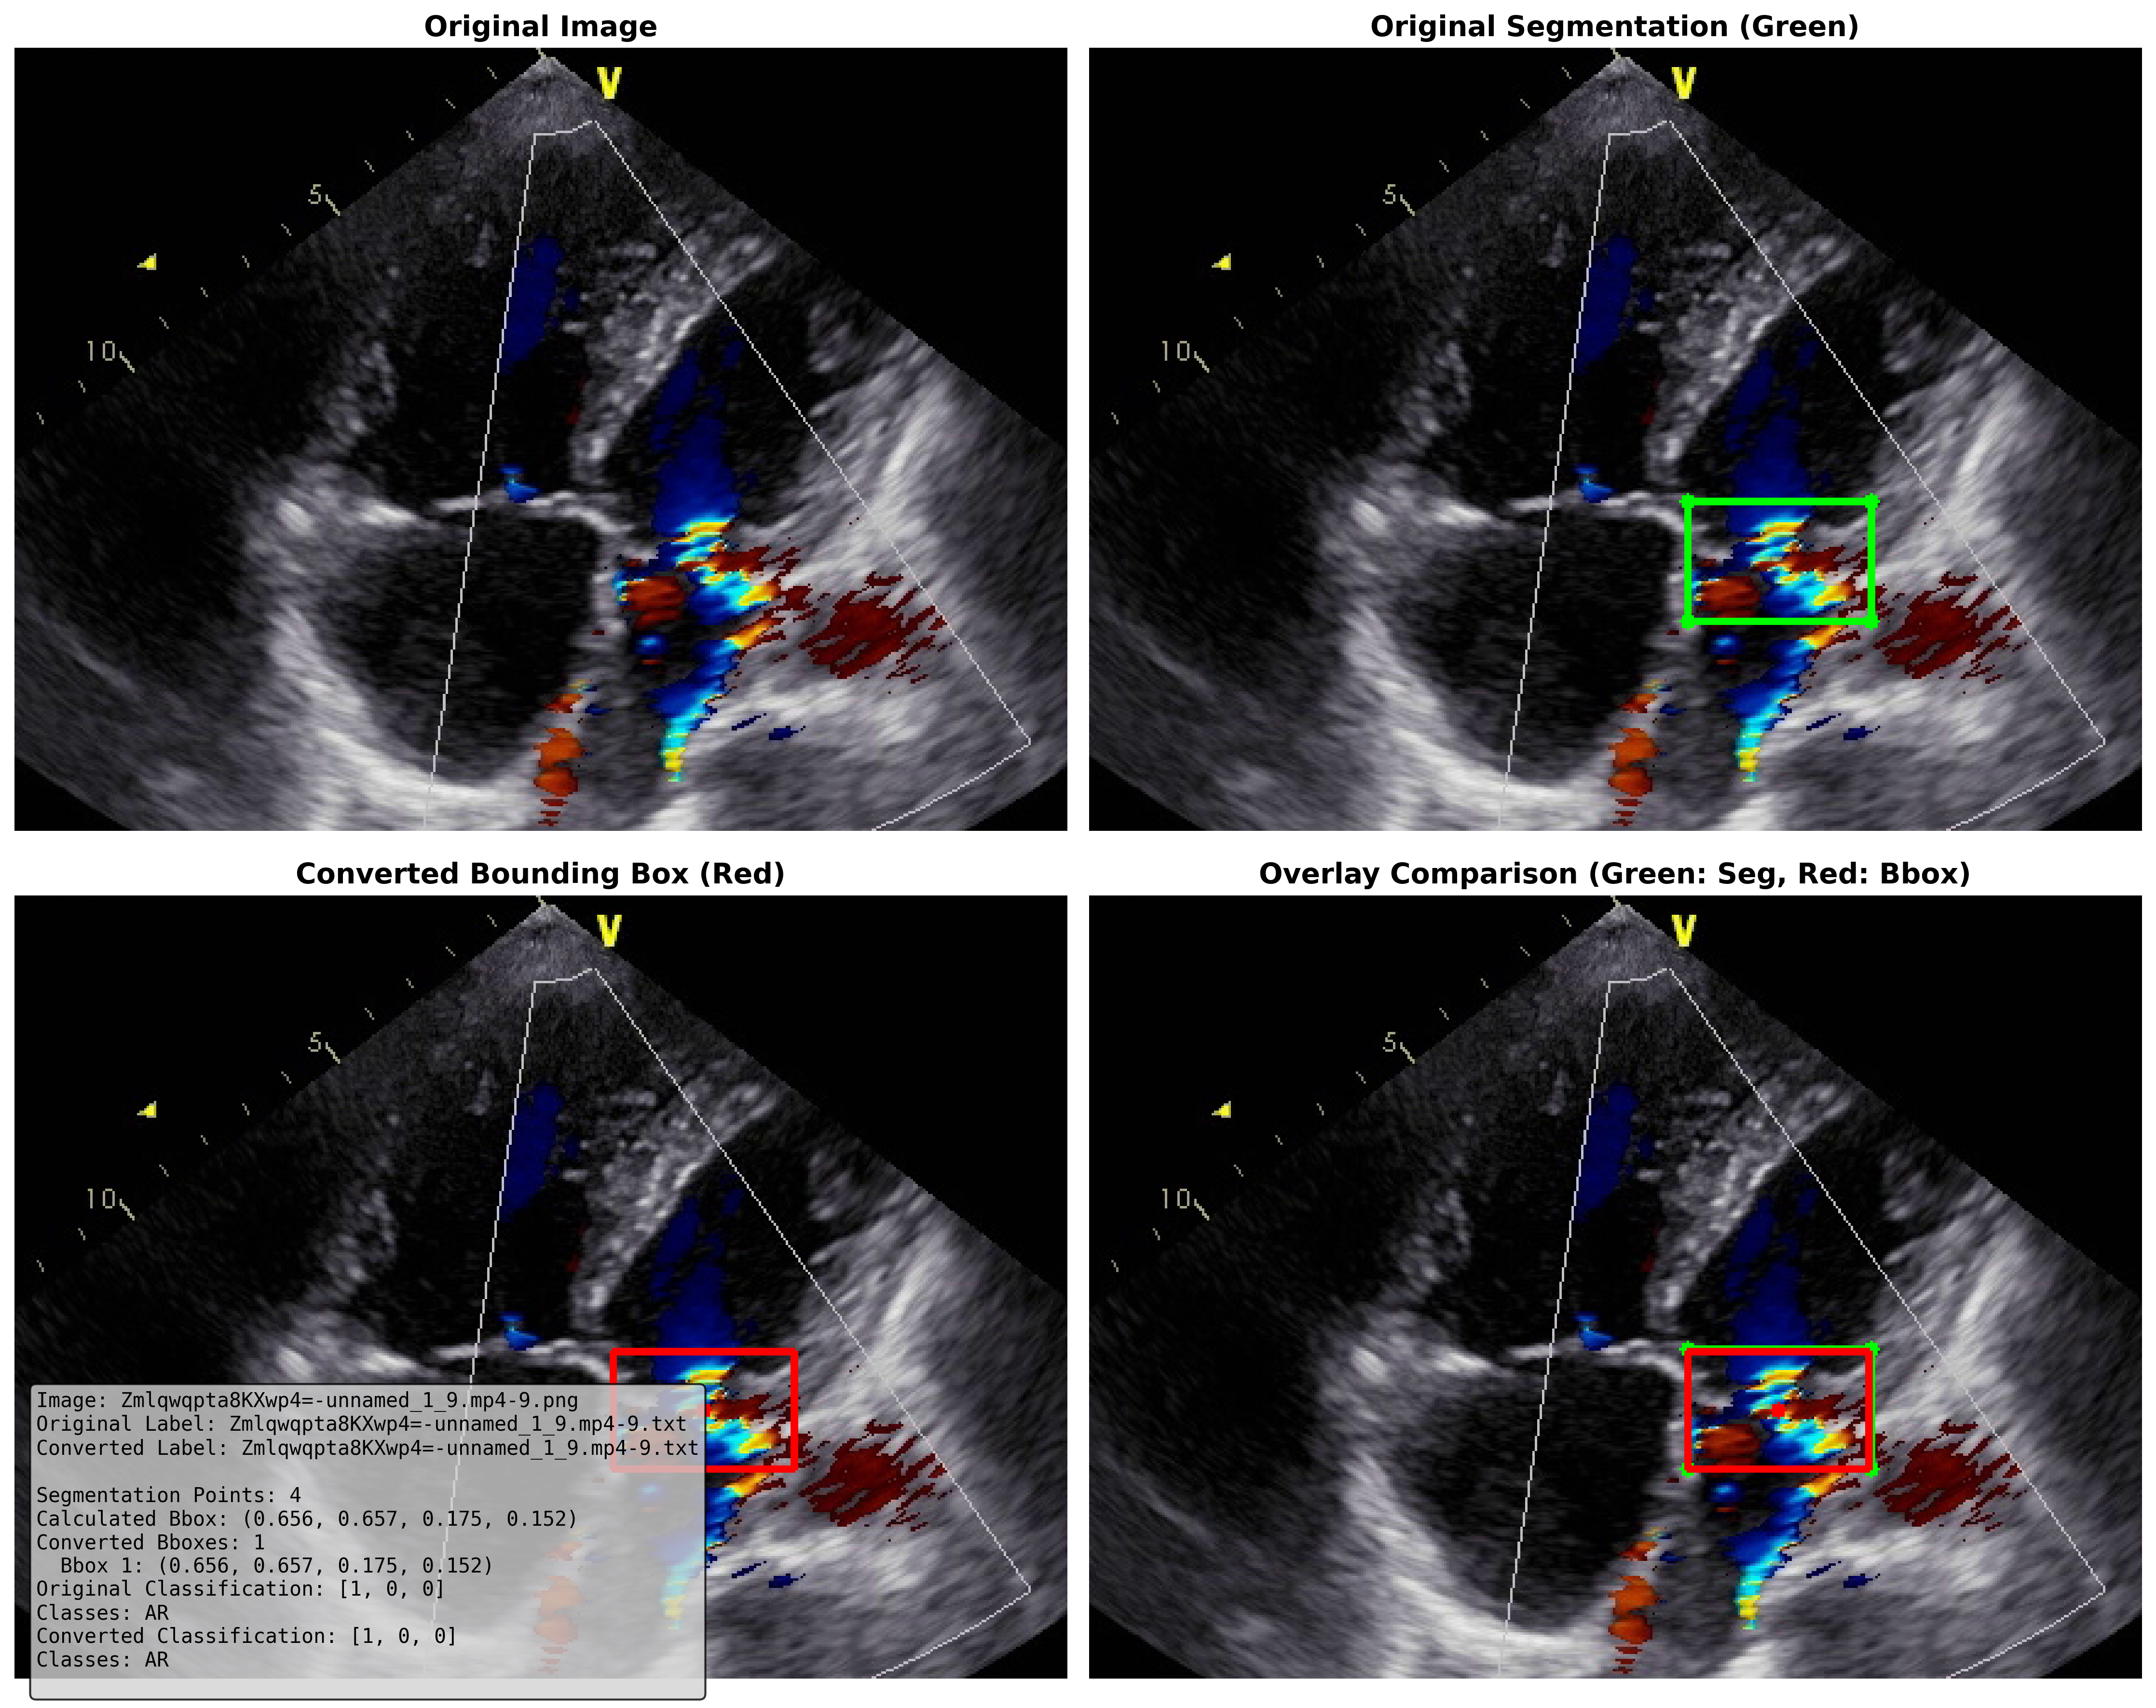 Original Image
Original Segmentation (Green)
V
5
10
V
5
10
Converted Bounding Box (Red)
Overlay Comparison (Green: Seg, Red: Bbox)
V
5
10
V
5
10
Image: Zmlqwqpta8KXwp4=-unnamed_1_9.mp4-9.png
Original Label: Zmlqwqpta8KXwp4=-unnamed_1_9.mp4-9.txt
Converted Label: Zmlqwqpta8KXwp4=-unnamed_1_9.mp4-9.txt
Segmentation Points: 4
Calculated Bbox: (0.656, 0.657, 0.175, 0.152)
Converted Bboxes: 1
Bbox 1: (0.656, 0.657, 0.175, 0.152)
Original Classification: [1, 0, 0]
Classes: AR
Converted Classification: [1, 0, 0]
Classes: AR